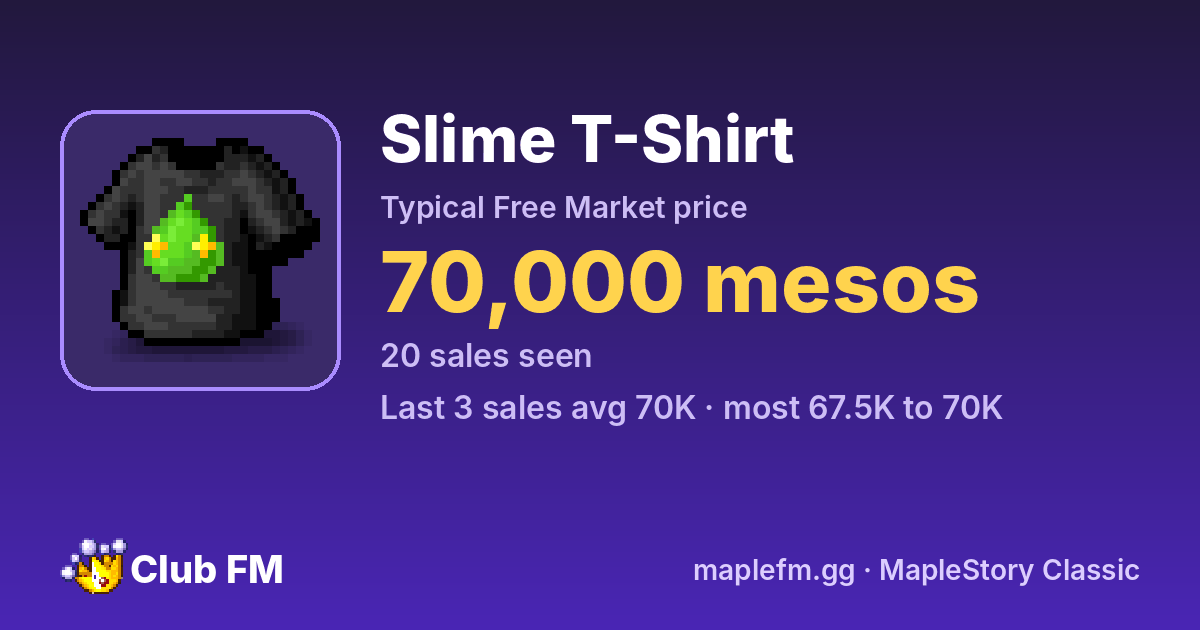 Slime T-Shirt
Typical Free Market price
70,000 mesos
20 sales seen
Last 3 sales avg 70K · most 67.5K to 70K
Club FM
maplefm.gg · MapleStory Classic